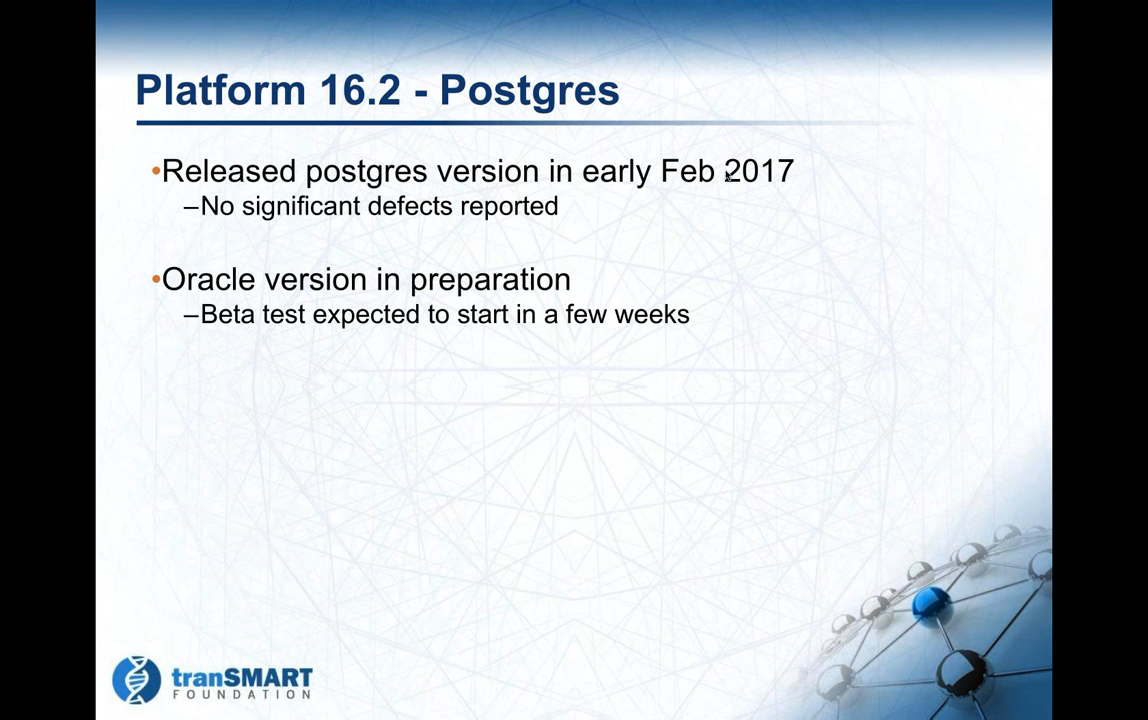 Platform 16.2 - Postgres
•Released postgres version in early Feb 2017
–No significant defects reported
•Oracle version in preparation
–Beta test expected to start in a few weeks
tranSMART
FOUNDATION